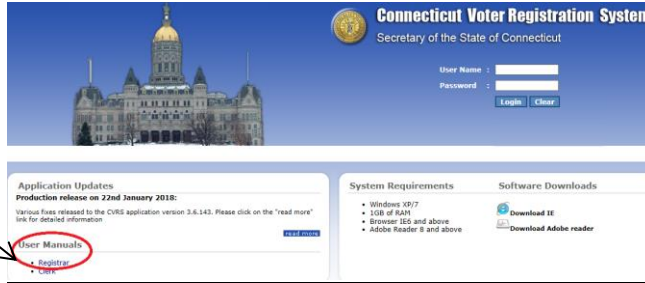 Connecticut Voter Registration System
Secretary of the State of Connecticut
User Name :
Password :
Login Clear
Application Updates
Production release on 22nd January 2018:
Various fixes released to the CVRS application version 3.6.143. Please click on the "read more"
link for detailed information
read more
User Manuals
• Registrar
• Clerk
System Requirements
• Windows XP/7
• 1GB of RAM
• Browser IE6 and above
• Adobe Reader 8 and above
Software Downloads
Download IE
Download Adobe reader